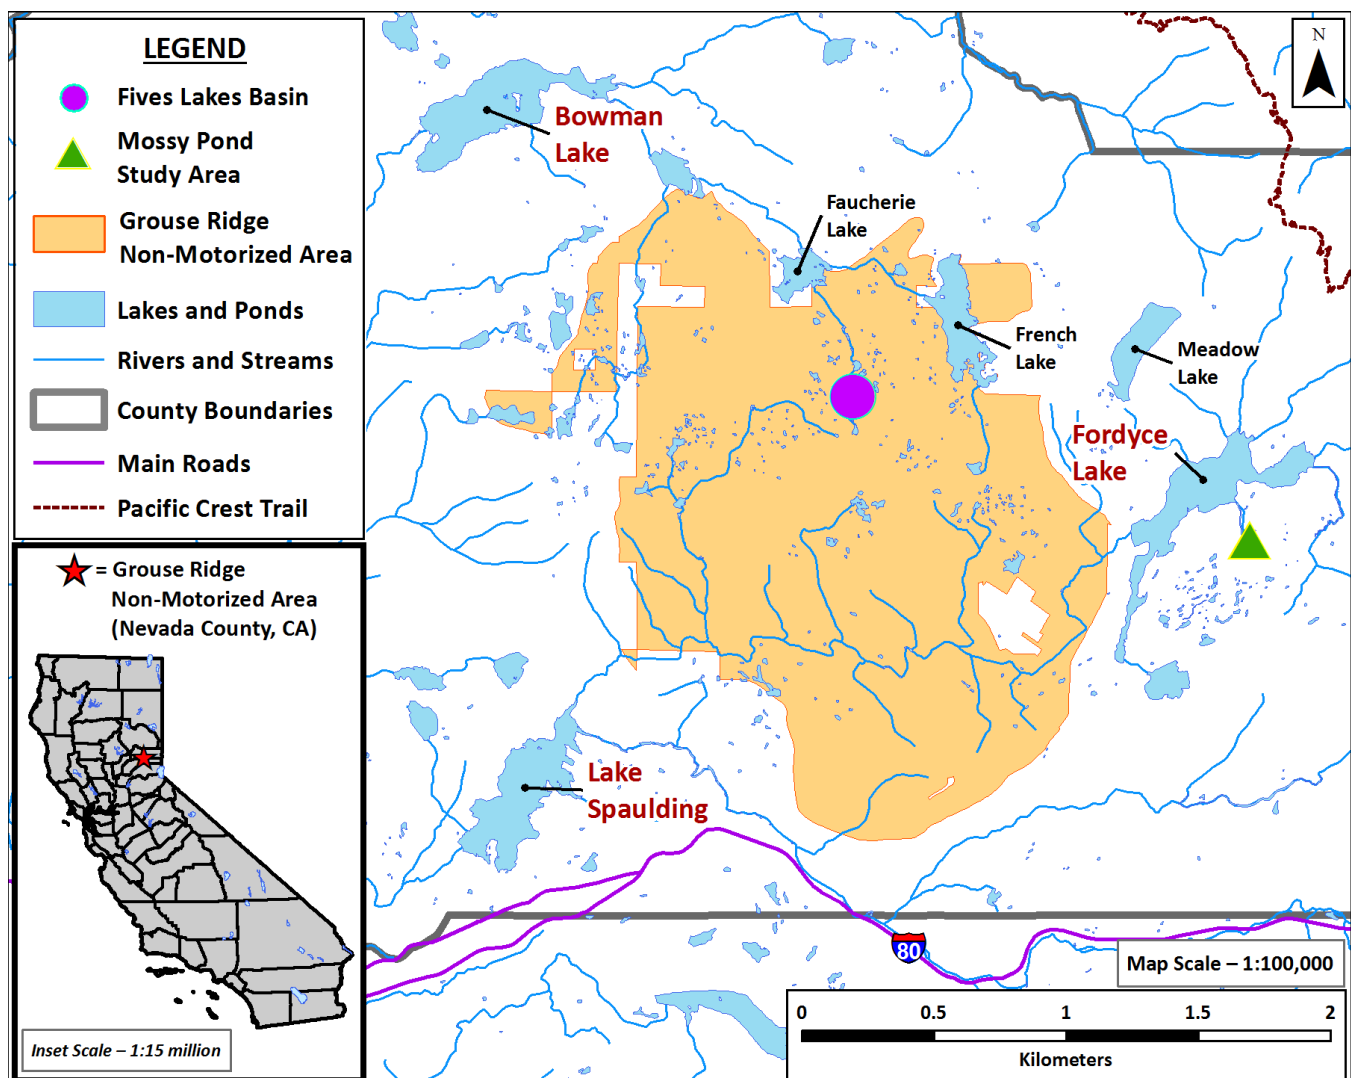 LEGEND
Fives Lakes Basin
Mossy Pond
Study Area
Grouse Ridge
Non-Motorized Area
Lakes and Ponds
Rivers and Streams
County Boundaries
Main Roads
Pacific Crest Trail
= Grouse Ridge
Non-Motorized Area
(Nevada County, CA)
Inset Scale – 1:15 million
N
Bowman
Lake
Faucherie
Lake
French
Lake
Meadow
Lake
Fordyce
Lake
Lake
Spaulding
80
Map Scale – 1:100,000
0 0.5 1 1.5 2
Kilometers